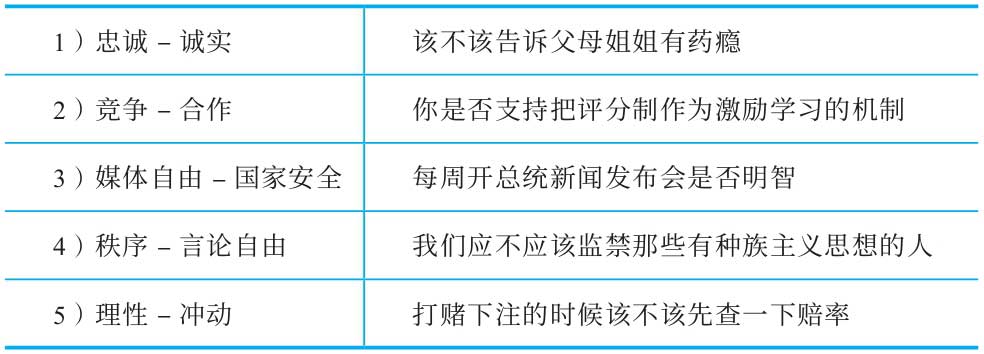 1）忠诚 – 诚实 该不该告诉父母姐姐有药瘾
2）竞争 – 合作 你是否支持把评分制作为激励学习的机制
3）媒体自由 – 国家安全 每周开总统新闻发布会是否明智
4）秩序 – 言论自由 我们应不应该监禁那些有种族主义思想的人
5）理性 – 冲动 打赌下注的时候该不该先查一下赔率